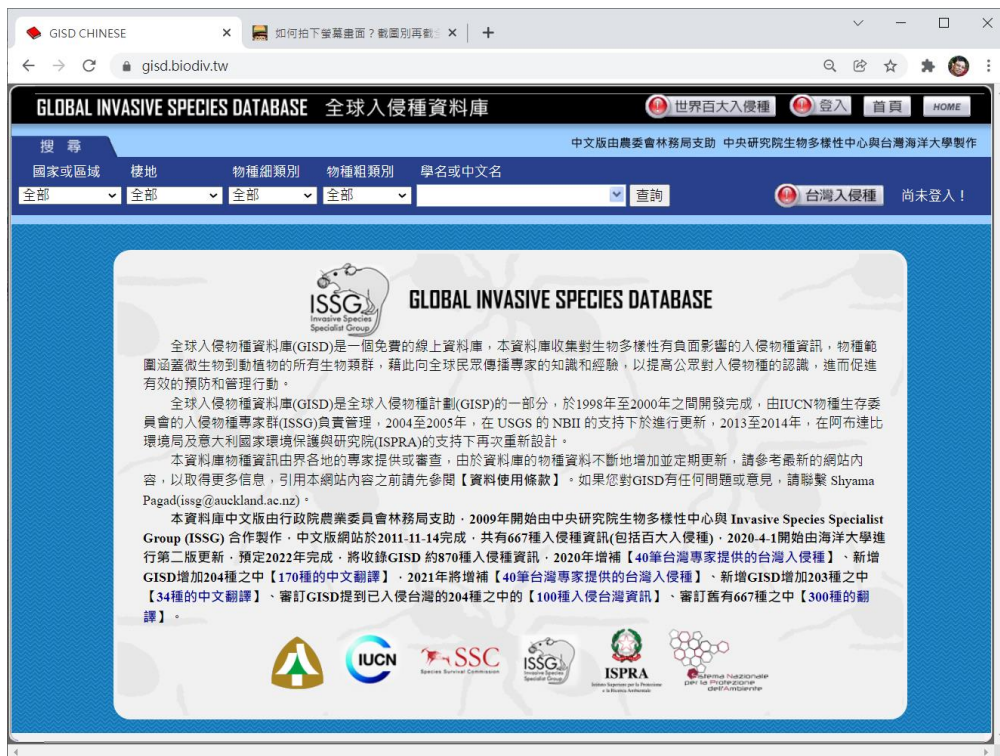 GISD CHINESE
如何拍下螢幕畫面？截圖別再截
gisd.biodiv.tw
GLOBAL INVASIVE SPECIES DATABASE 全球入侵種資料庫
世界百大入侵種 登入 首頁 HOME
搜 尋
中文版由農委會林務局支助 中央研究院生物多樣性中心與台灣海洋大學製作
國家或區域 棲地 物種細類別 物種粗類別 學名或中文名
全部 全部 全部 全部 查詢 台灣入侵種 尚未登入！
ISSG
Invasive Species
Specialist Group
GLOBAL INVASIVE SPECIES DATABASE
全球入侵物種資料庫(GISD)是一個免費的線上資料庫，本資料庫收集對生物多樣性有負面影響的入侵物種資訊，物種範
圍涵蓋微生物到動植物的所有生物類群，藉此向全球民眾傳播專家的知識和經驗，以提高公眾對入侵物種的認識，進而促進
有效的預防和管理行動。
全球入侵物種資料庫(GISD)是全球入侵物種計劃(GISP)的一部分，於1998年至2000年之間開發完成，由IUCN物種生存委
員會的入侵物種專家群(ISSG)負責管理，2004至2005年，在 USGS 的 NBII 的支持下於進行更新，2013至2014年，在阿布達比
環境局及意大利國家環境保護與研究院(ISPRA)的支持下再次重新設計。
本資料庫物種資訊由界各地的專家提供或審查，由於資料庫的物種資料不斷地增加並定期更新，請參考最新的網站內
容，以取得更多信息，引用本網站內容之前請先參閱【資料使用條款】。如果您對GISD有任何問題或意見，請聯繫 Shyama
Pagad(issg@auckland.ac.nz)。
本資料庫中文版由行政院農業委員會林務局支助，2009年開始由中央研究院生物多樣性中心與 Invasive Species Specialist
Group (ISSG) 合作製作，中文版網站於2011-11-14完成，共有667種入侵種資訊(包括百大入侵種)，2020-4-1開始由海洋大學進
行第二版更新，預定2022年完成，將收錄GISD 約870種入侵種資訊，2020年增補【40筆台灣專家提供的台灣入侵種】、新增
GISD增加204種之中【170種的中文翻譯】，2021年將增補【40筆台灣專家提供的台灣入侵種】、新增GISD增加203種之中
【34種的中文翻譯】、審訂GISD提到已入侵台灣的204種之中的【100種入侵台灣資訊】、審訂舊有667種之中【300種的翻
譯】。
IUCN
SSC
Species Survival Commission
ISSG
Invasive Species
Specialist Group
ISPRA
Istituto Superiore per la Protezione
e la Ricerca Ambientale
Sistema Nazionale
per la Protezione
dell'Ambiente